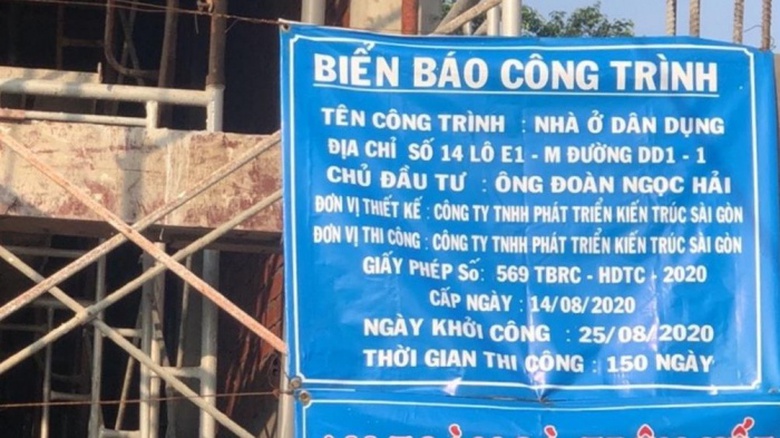 BIỂN BÁO CÔNG TRÌNH
TÊN CÔNG TRÌNH : NHÀ Ở DÂN DỤNG
ĐỊA CHỈ SỐ 14 LÔ E1 - M ĐƯỜNG DD1 - 1
CHỦ ĐẦU TƯ : ÔNG ĐOÀN NGỌC HẢI
ĐƠN VỊ THIẾT KẾ : CÔNG TY TNHH PHÁT TRIỂN KIẾN TRÚC SÀI GÒN
ĐƠN VỊ THI CÔNG : CÔNG TY TNHH PHÁT TRIỂN KIẾN TRÚC SÀI GÒN
GIẤY PHÉP Số: 569 TBRC - HDTC - 2020
CẤP NGÀY : 14/08/2020
NGÀY KHỞI CÔNG : 25/08/2020
THỜI GIAN THI CÔNG : 150 NGÀY